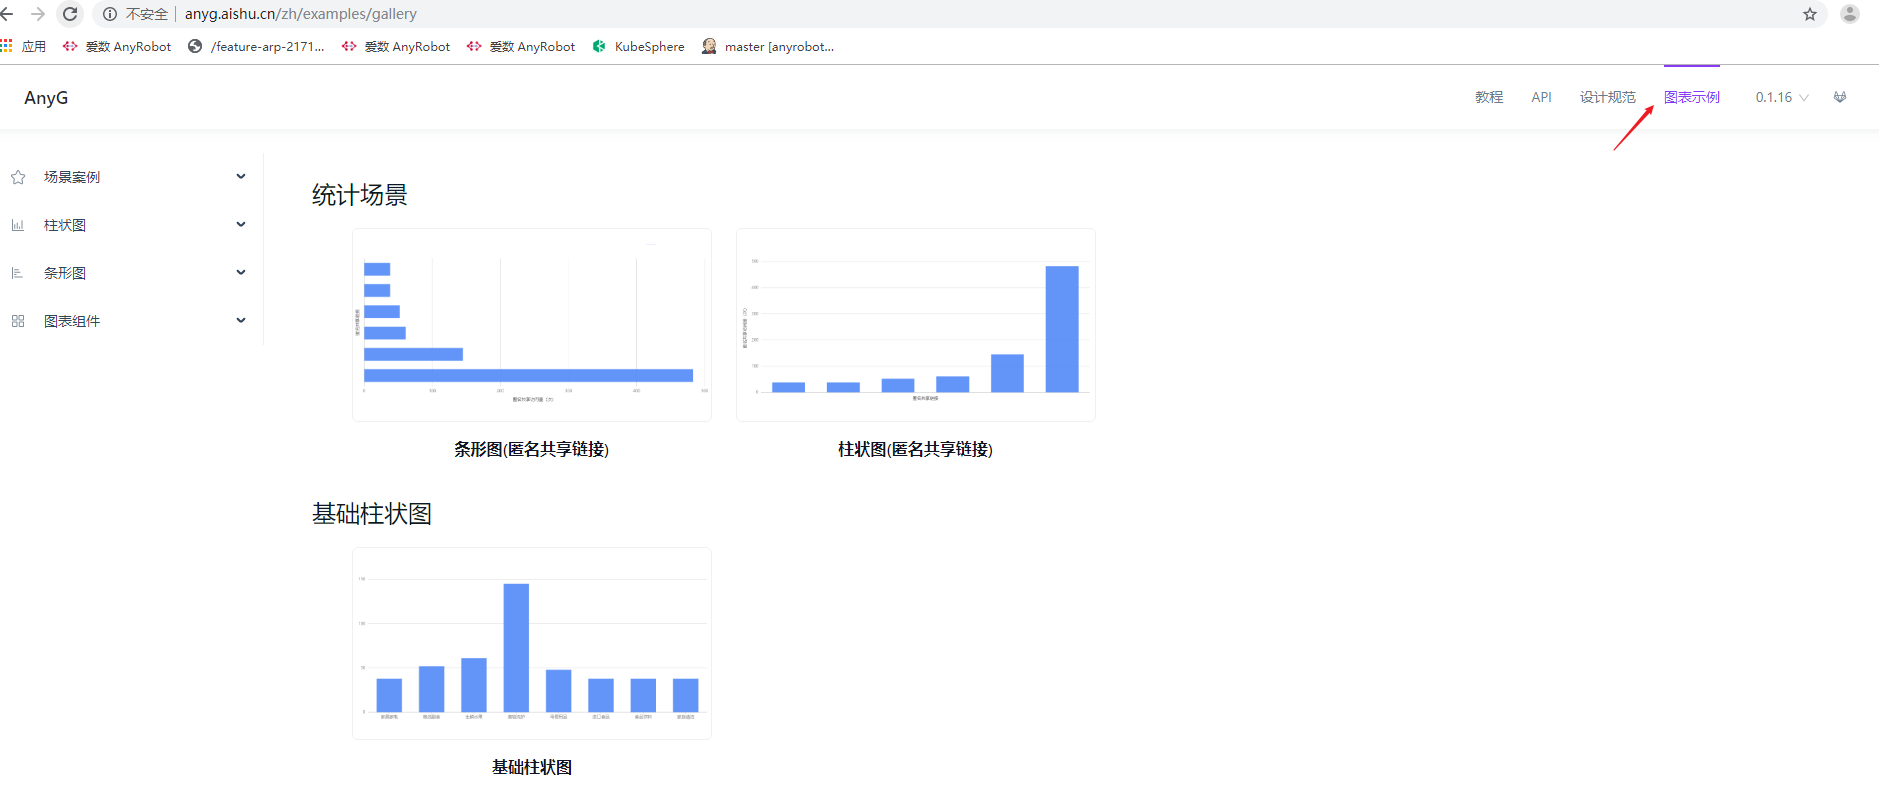 不安全 anyg.aishu.cn/zh/examples/gallery
应用 爱数 AnyRobot /feature-arp-2171... 爱数 AnyRobot 爱数 AnyRobot KubeSphere master [anyrobot...
AnyG 教程 API 设计规范 图表示例 0.1.16
场景案例
柱状图
条形图
图表组件
统计场景
条形图(匿名共享链接) 柱状图(匿名共享链接)
基础柱状图
基础柱状图